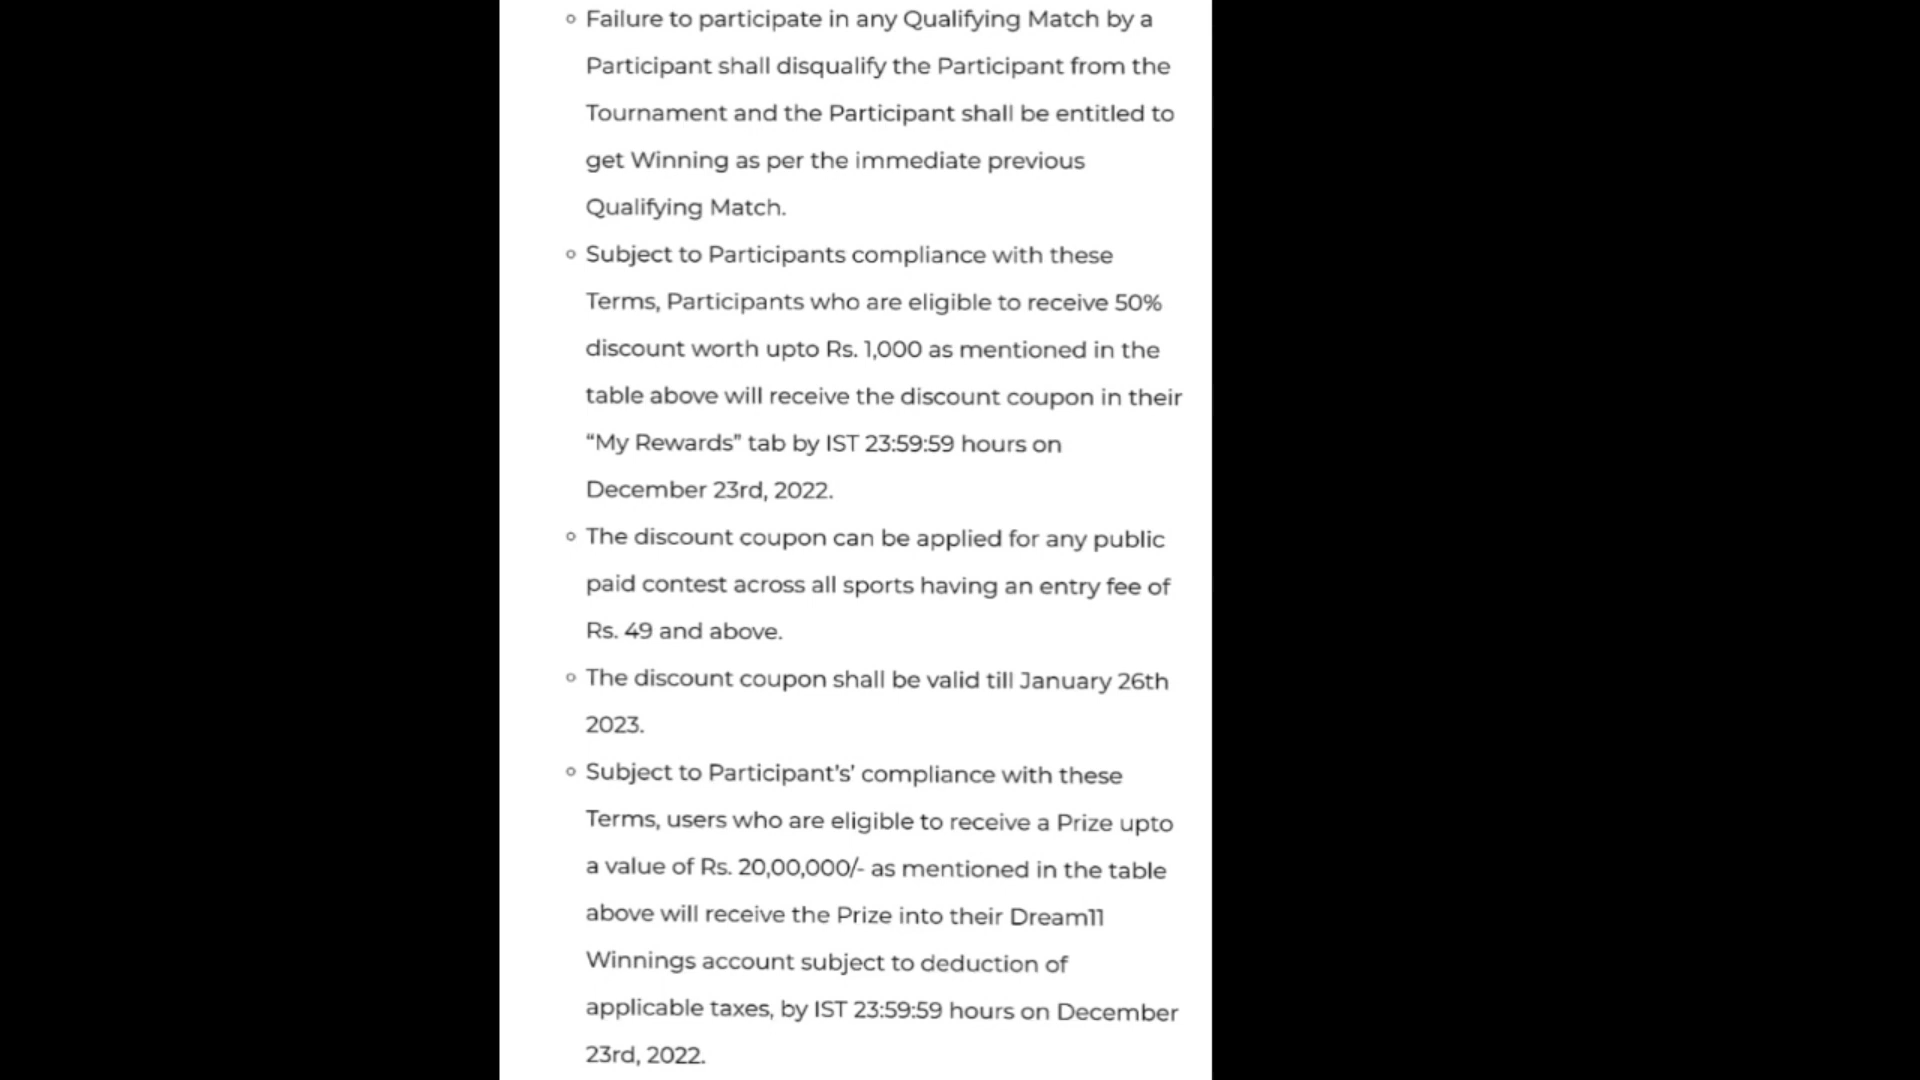 Failure to participate in any Qualifying Match by a
Participant shall disqualify the Participant from the
Tournament and the Participant shall be entitled to
get Winning as per the immediate previous
Qualifying Match.
Subject to Participants compliance with these
Terms, Participants who are eligible to receive 50%
discount worth upto Rs. 1,000 as mentioned in the
table above will receive the discount coupon in their
“My Rewards” tab by IST 23:59:59 hours on
December 23rd, 2022.
The discount coupon can be applied for any public
paid contest across all sports having an entry fee of
Rs. 49 and above.
The discount coupon shall be valid till January 26th
2023.
Subject to Participant’s’ compliance with these
Terms, users who are eligible to receive a Prize upto
a value of Rs. 20,00,000/- as mentioned in the table
above will receive the Prize into their Dream11
Winnings account subject to deduction of
applicable taxes, by IST 23:59:59 hours on December
23rd, 2022.